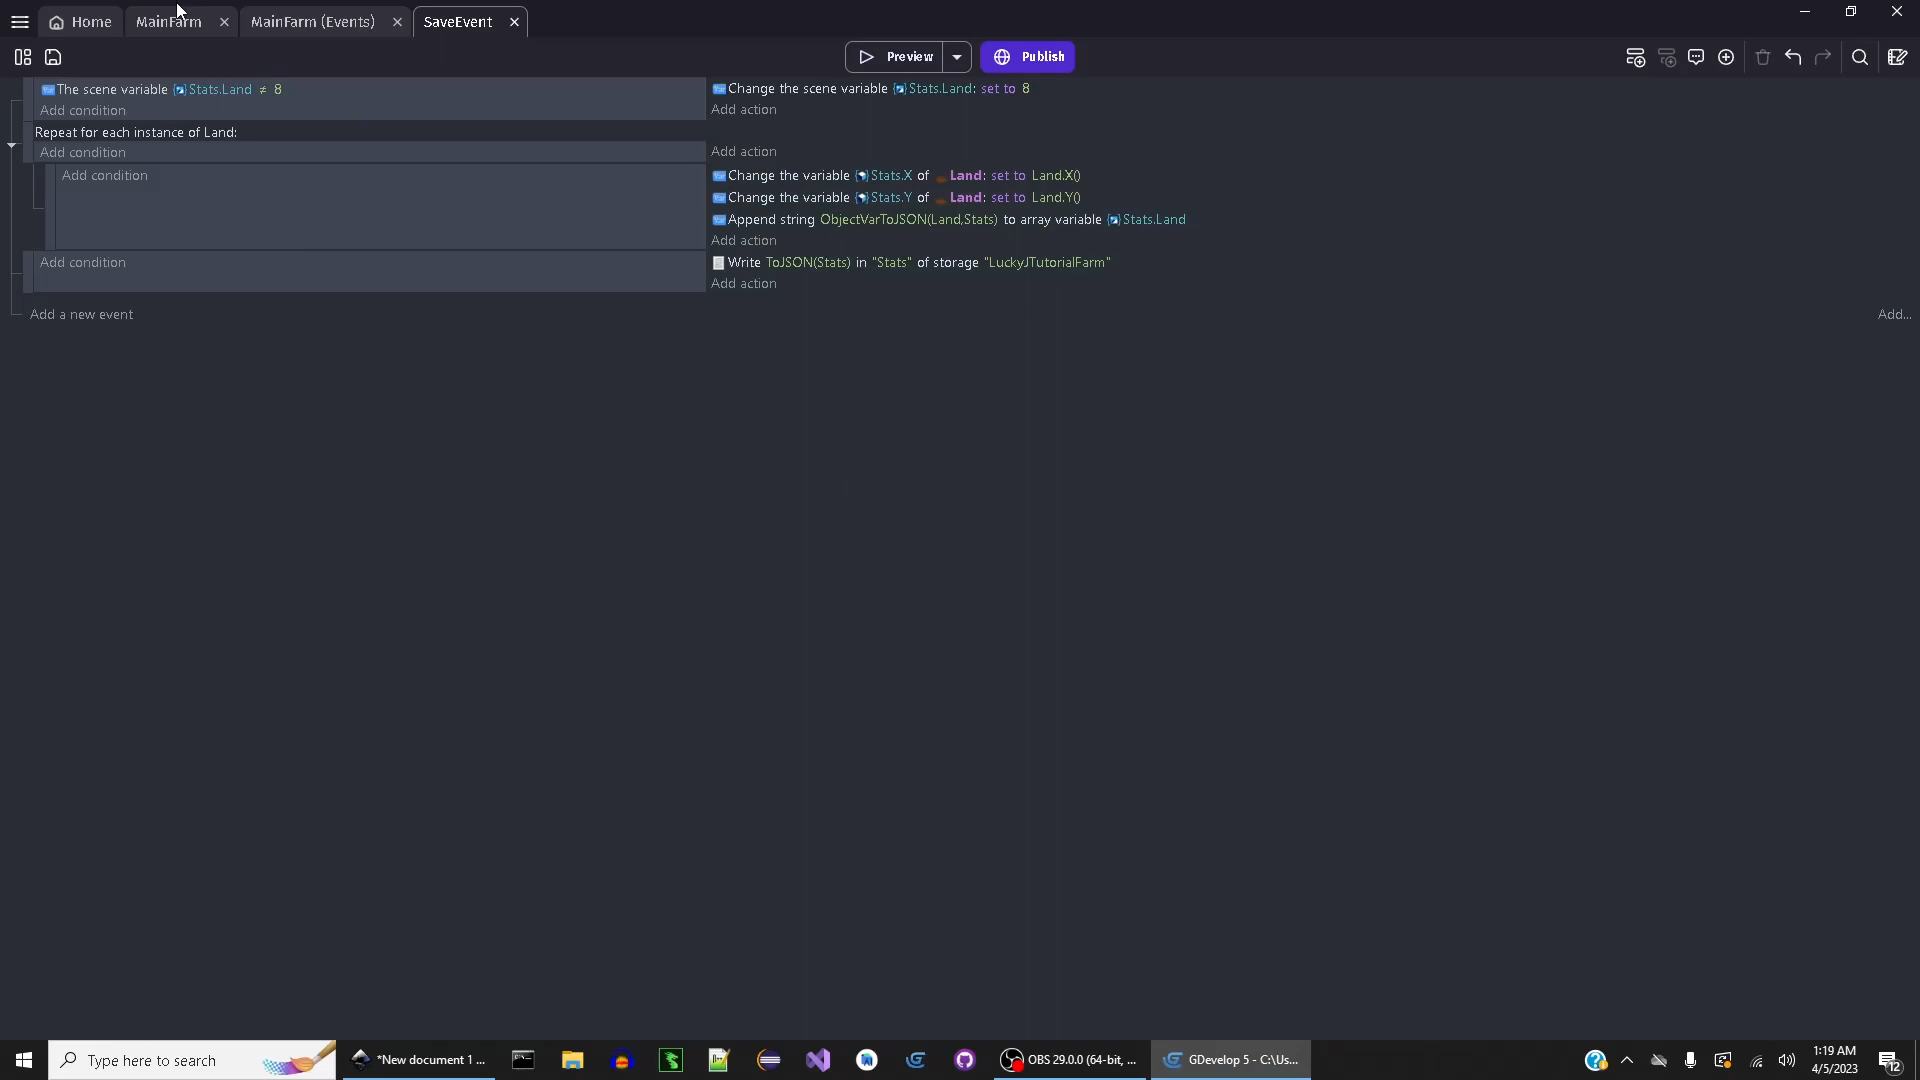 Home
MainFarm
MainFarm (Events)
SaveEvent
Preview
Publish
The scene variable Stats.Land ≠ 8
Add condition
Change the scene variable Stats.Land: set to 8
Add action
Repeat for each instance of Land:
Add condition
Add action
Add condition
Change the variable Stats.X of Land: set to Land.X()
Change the variable Stats.Y of Land: set to Land.Y()
Append string ObjectVarToJSON(Land,Stats) to array variable Stats.Land
Add action
Add condition
Write ToJSON(Stats) in "Stats" of storage "LuckyJTutorialFarm"
Add action
Add a new event
Add...
Type here to search
*New document 1 ...
OBS 29.0.0 (64-bit, ...
GDevelop 5 - C:\Us...
1:19 AM
4/5/2023
12